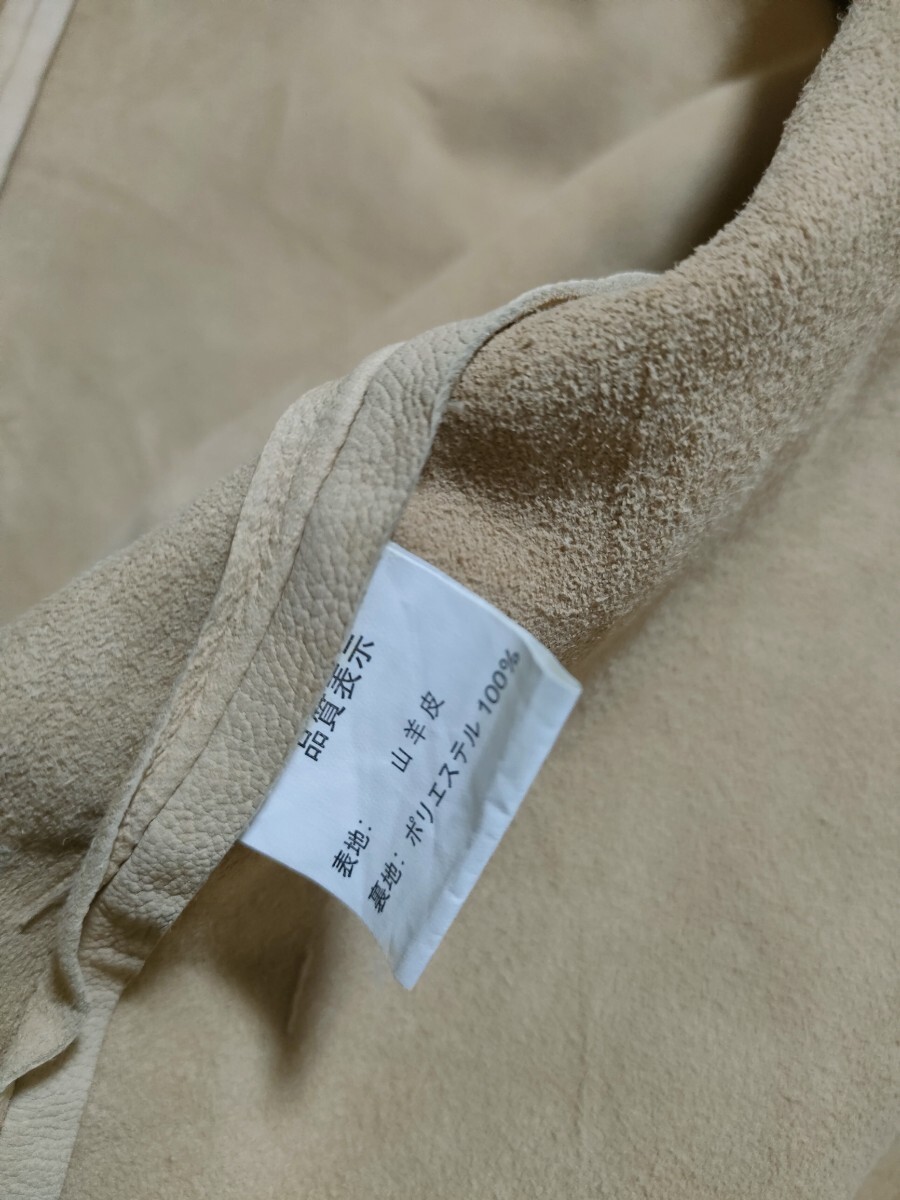 品質表示
表地： 山羊皮
裏地： ポリエステル 100%